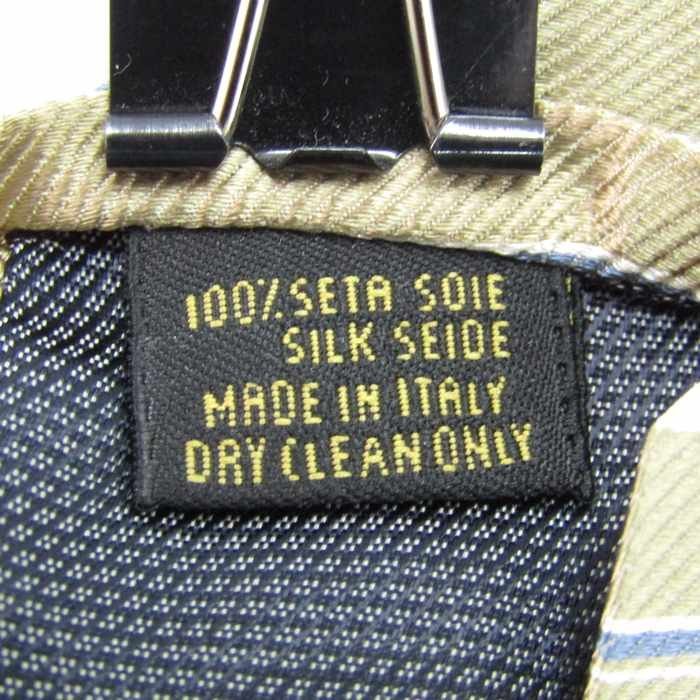 100% SETA SOIE
SILK SEIDE
MADE IN ITALY
DRY CLEAN ONLY